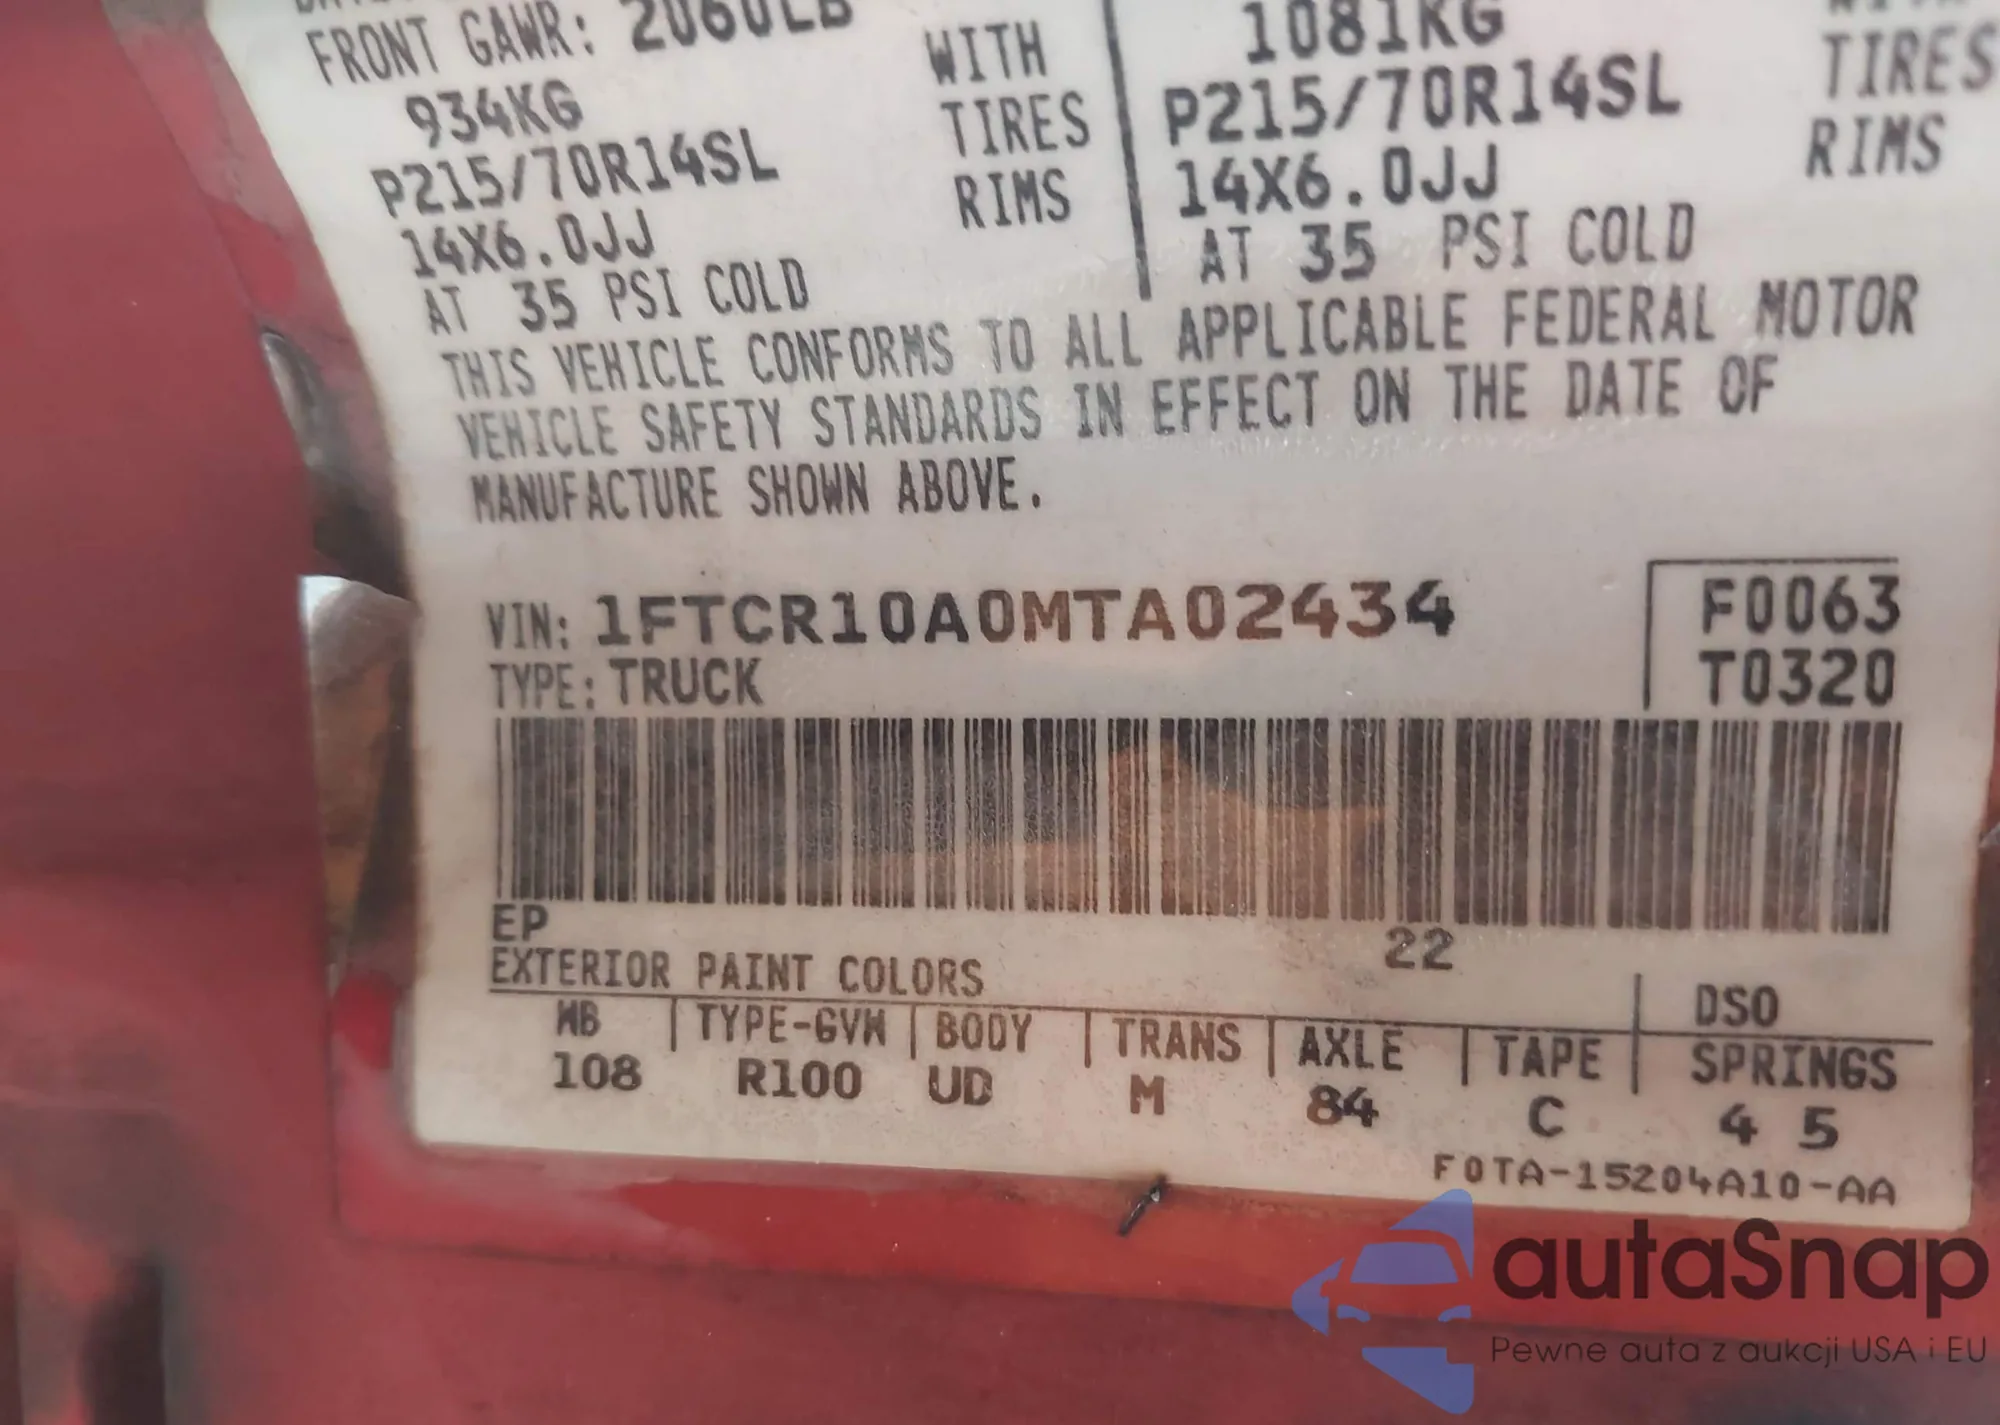 FRONT GAWR: 2060LB WITH 1081KG
934KG TIRES P215/70R14SL TIRES
P215/70R14SL RIMS 14X6.0JJ RIMS
14X6.0JJ AT 35 PSI COLD
AT 35 PSI COLD
THIS VEHICLE CONFORMS TO ALL APPLICABLE FEDERAL MOTOR
VEHICLE SAFETY STANDARDS IN EFFECT ON THE DATE OF
MANUFACTURE SHOWN ABOVE.
VIN: 1FTCR10A0MTA02434 F0063
TYPE: TRUCK T0320
EP 22
EXTERIOR PAINT COLORS DSO
WB | TYPE-GVW | BODY | TRANS | AXLE | TAPE | SPRINGS
108 R100 UD M 84 C 4 5
F0TA-15204A10-AA
autaSnap
Pewne auta z aukcji USA i EU